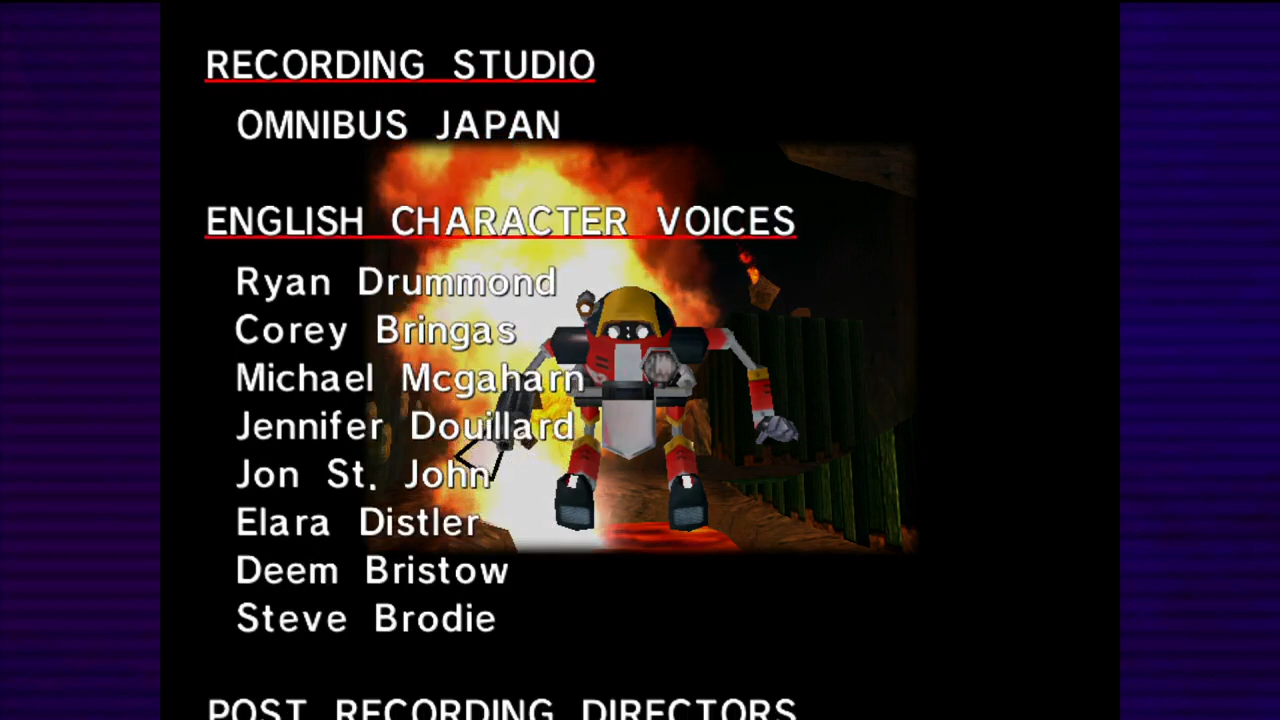 RECORDING STUDIO
OMNIBUS JAPAN
ENGLISH CHARACTER VOICES
Ryan Drummond
Corey Bringas
Michael Mcgaharn
Jennifer Douillard
Jon St. John
Elara Distler
Deem Bristow
Steve Brodie
POST RECORDING DIRECTORS